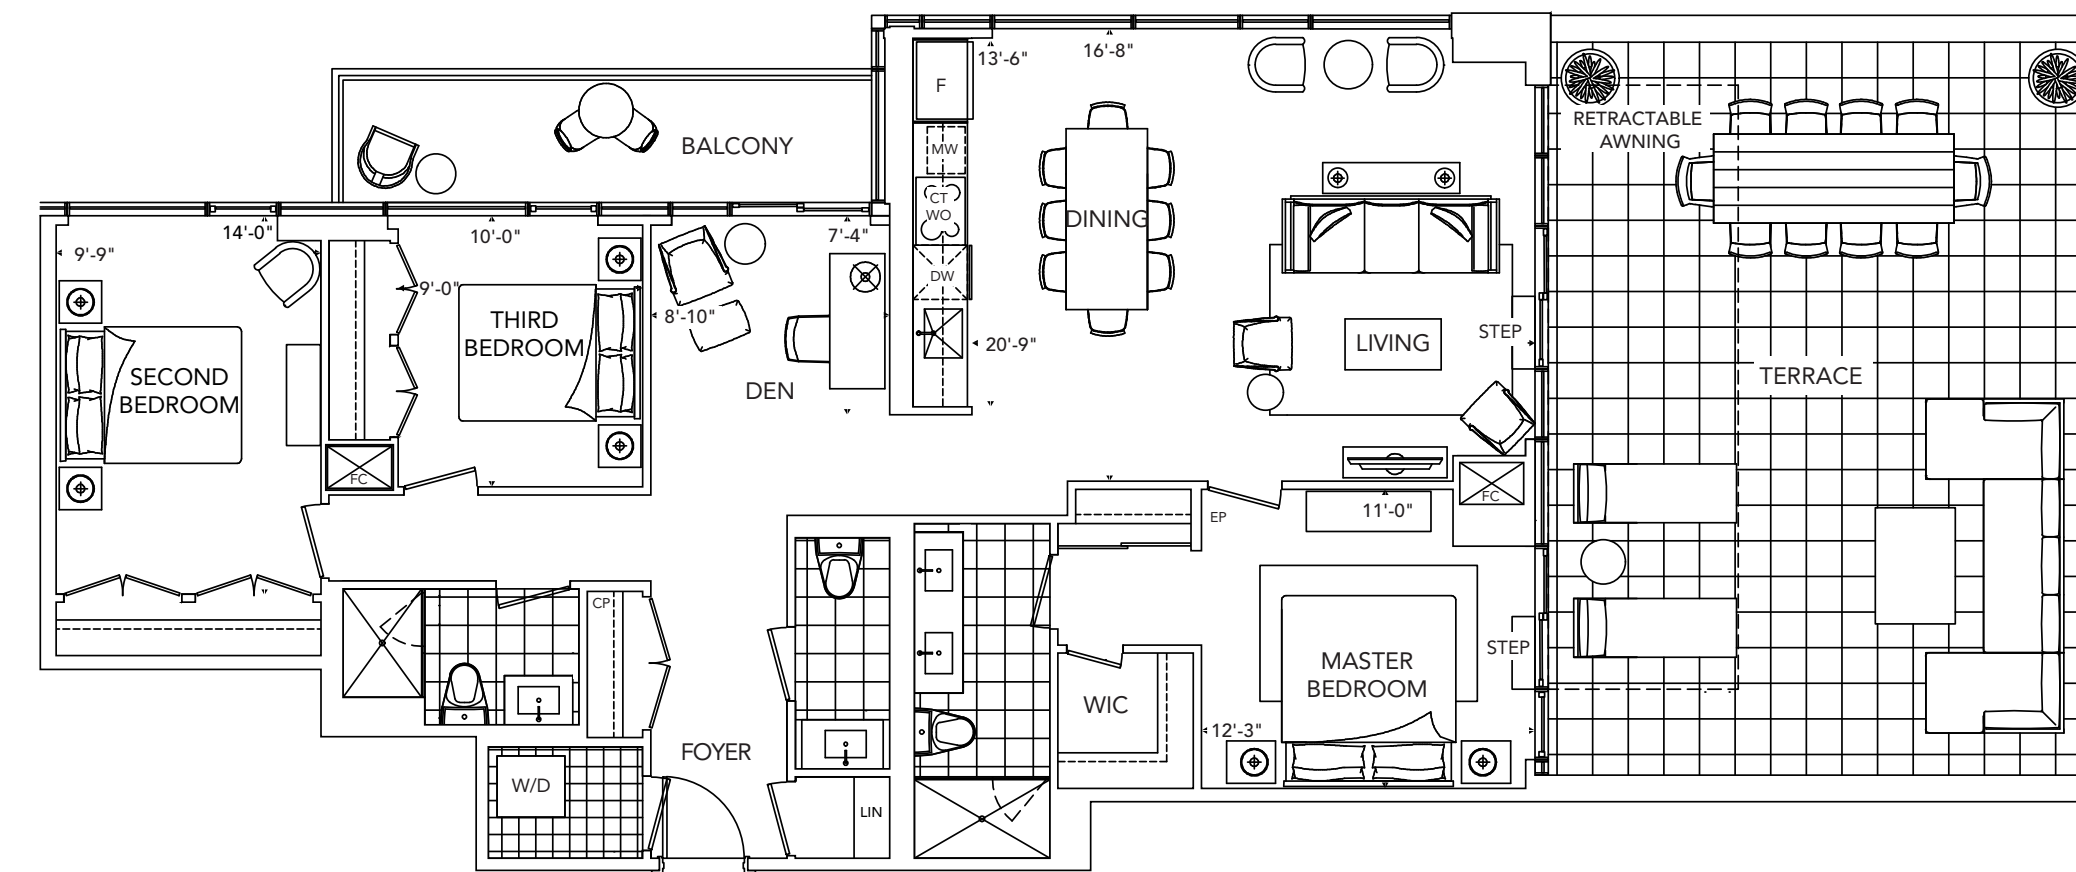 13'-6"
16'-8"
F
RETRACTABLE
AWNING
BALCONY
MW
CT
WO
DINING
14'-0"
10'-0"
7'-4"
9'-9"
9'-0"
DW
8'-10"
THIRD
BEDROOM
STEP
20'-9"
LIVING
SECOND
BEDROOM
DEN
TERRACE
FC
FC
11'-0"
EP
CP
STEP
MASTER
BEDROOM
WIC
12'-3"
FOYER
W/D
LIN